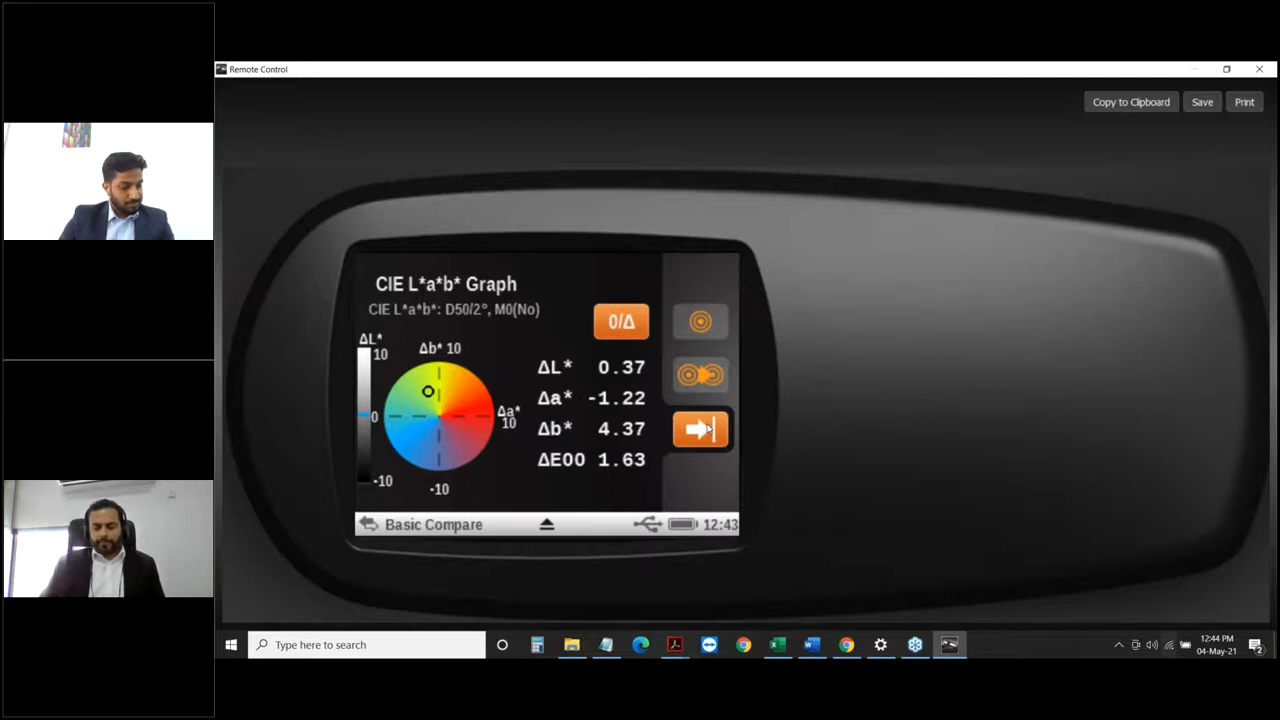 Remote Control
Copy to Clipboard Save Print
CIE L*a*b* Graph
CIE L*a*b*: D50/2°, M0(No)
0/Δ
ΔL*
10
Δb* 10
0
Δa*
10
-10
-10
ΔL* 0.37
Δa* -1.22
Δb* 4.37
ΔE00 1.63
Basic Compare 12:43
Type here to search
12:44 PM
04-May-21
2